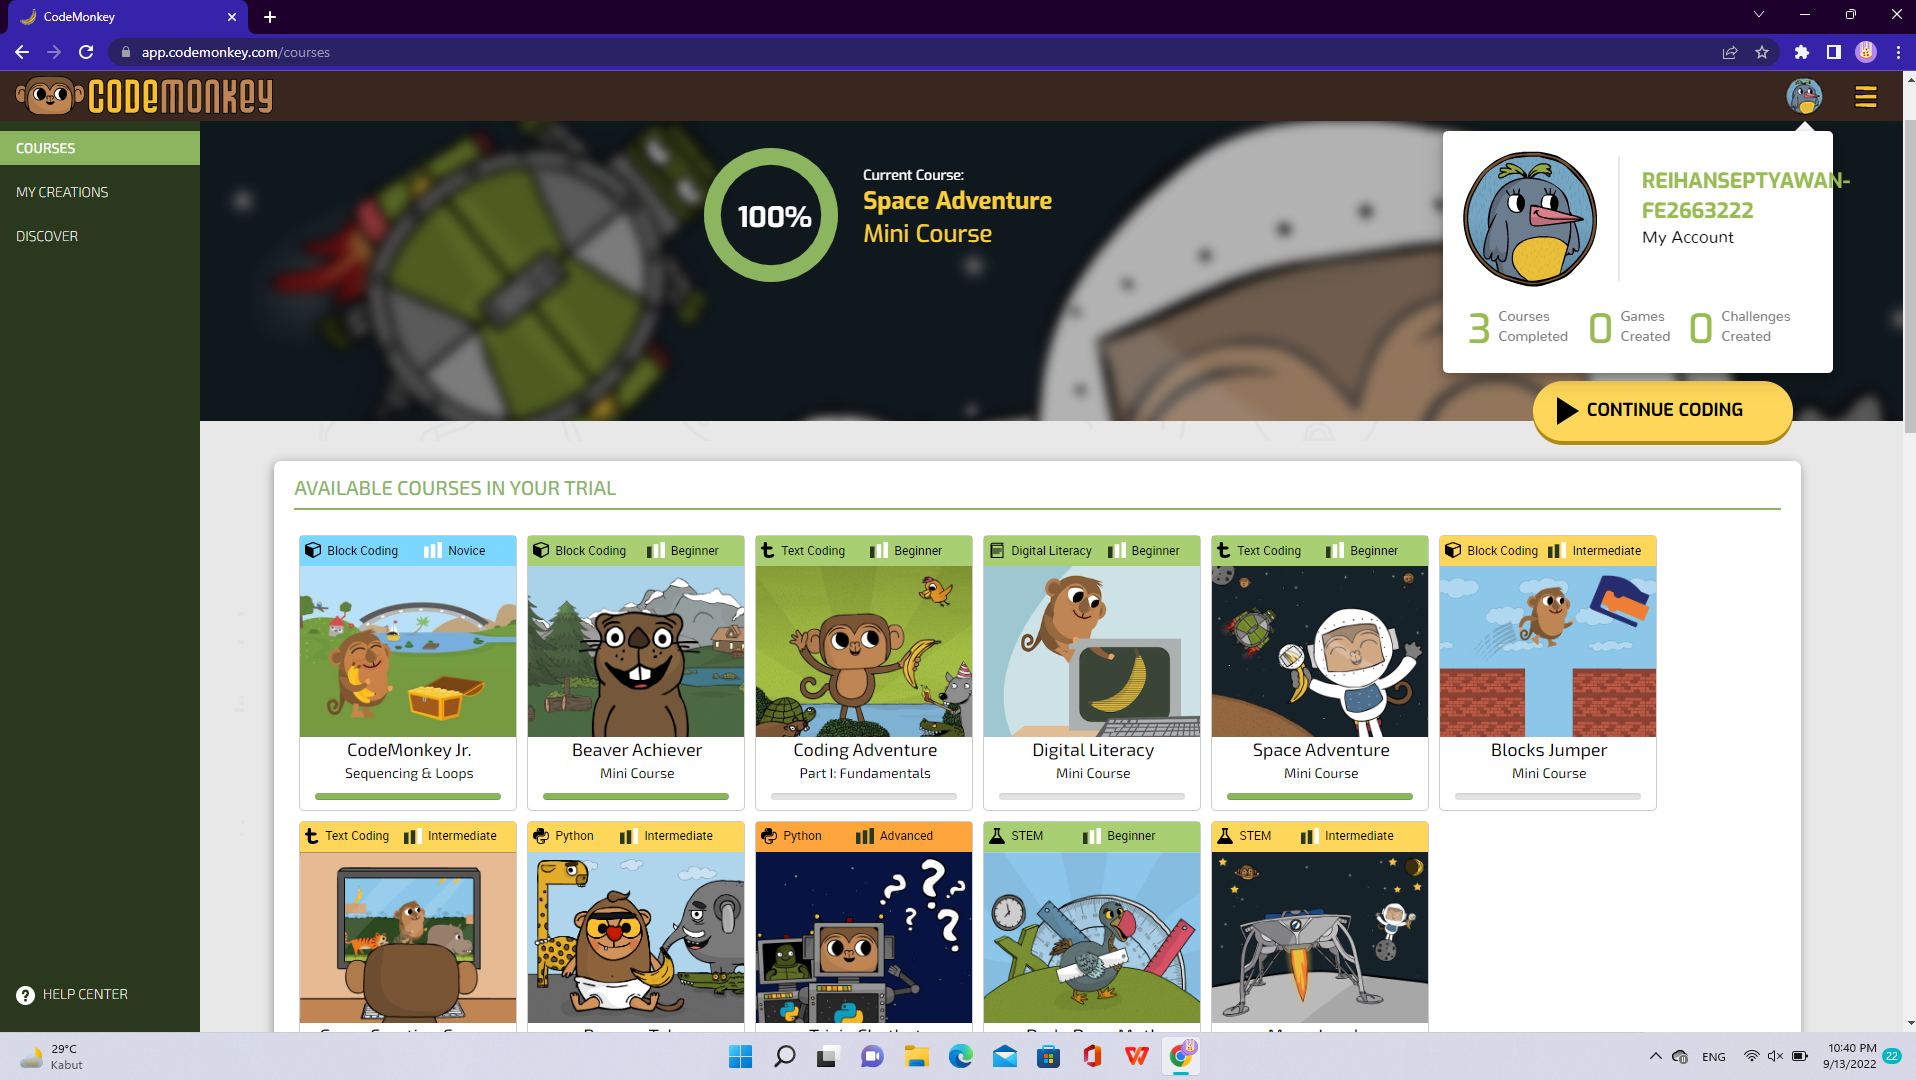 CodeMonkey
app.codemonkey.com/courses
CODEMONKEY
COURSES
MY CREATIONS
DISCOVER
100%
Current Course:
Space Adventure
Mini Course
REIHANSEPTYAWAN-
FE2663222
My Account
3 Courses Completed
0 Games Created
0 Challenges Created
CONTINUE CODING
AVAILABLE COURSES IN YOUR TRIAL
Block Coding Novice
CodeMonkey Jr.
Sequencing & Loops
Block Coding Beginner
Beaver Achiever
Mini Course
Text Coding Beginner
Coding Adventure
Part I: Fundamentals
Digital Literacy Beginner
Digital Literacy
Mini Course
Text Coding Beginner
Space Adventure
Mini Course
Block Coding Intermediate
Blocks Jumper
Mini Course
Text Coding Intermediate
Python Intermediate
Python Advanced
STEM Beginner
STEM Intermediate
HELP CENTER
29°C
Kabut
ENG
10:40 PM
9/13/2022
22